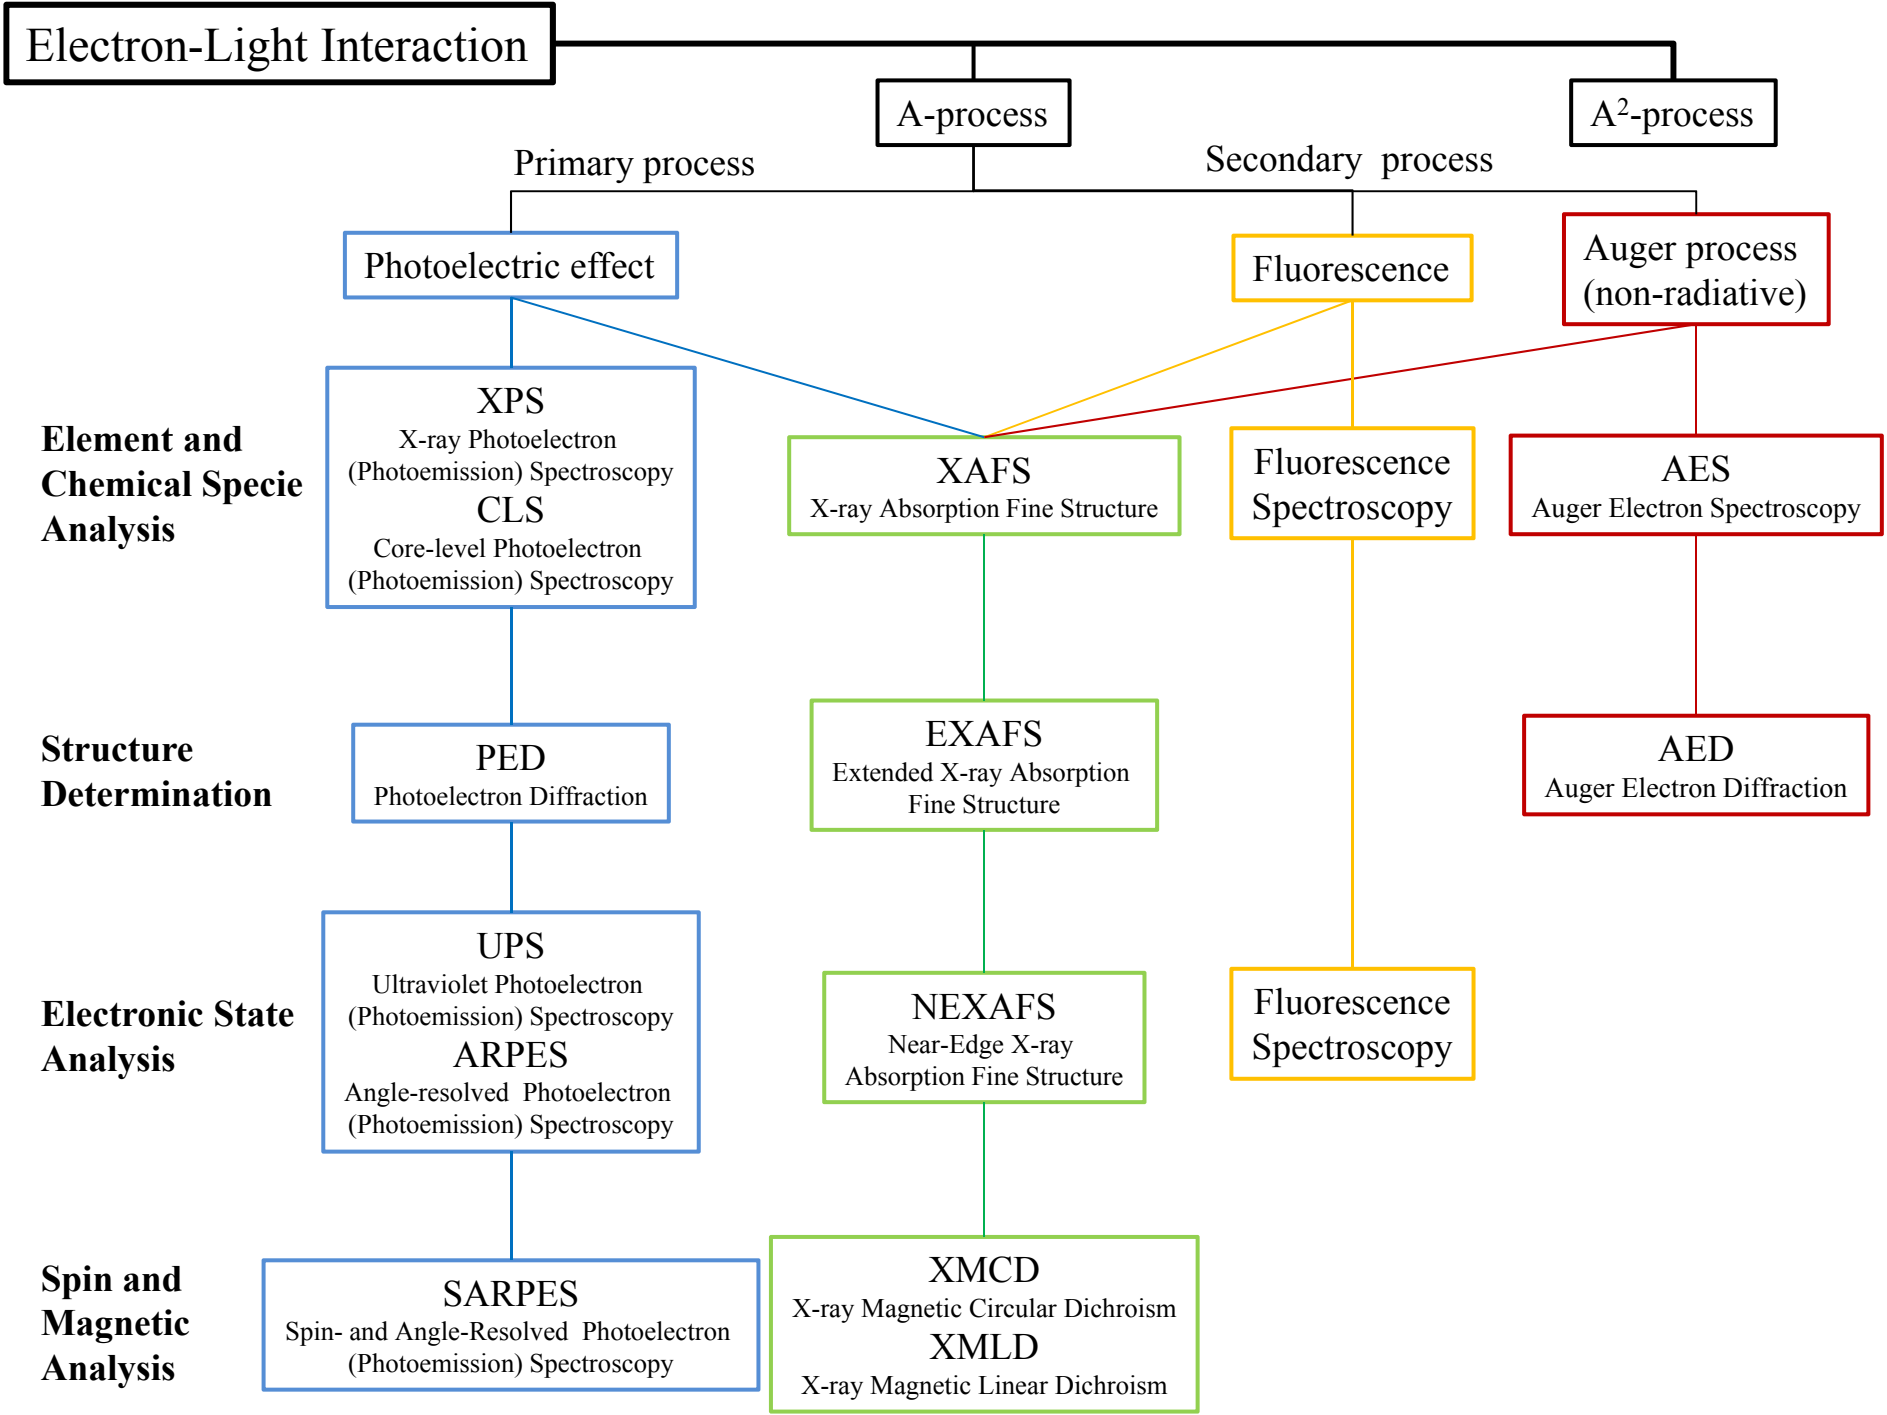 Electron-Light Interaction
A-process
A²-process
Primary process
Secondary process
Photoelectric effect
Fluorescence
Auger process
(non-radiative)
Element and
Chemical Specie
Analysis
XPS
X-ray Photoelectron
(Photoemission) Spectroscopy
CLS
Core-level Photoelectron
(Photoemission) Spectroscopy
XAFS
X-ray Absorption Fine Structure
Fluorescence
Spectroscopy
AES
Auger Electron Spectroscopy
Structure
Determination
PED
Photoelectron Diffraction
EXAFS
Extended X-ray Absorption
Fine Structure
AED
Auger Electron Diffraction
Electronic State
Analysis
UPS
Ultraviolet Photoelectron
(Photoemission) Spectroscopy
ARPES
Angle-resolved Photoelectron
(Photoemission) Spectroscopy
NEXAFS
Near-Edge X-ray
Absorption Fine Structure
Fluorescence
Spectroscopy
Spin and
Magnetic
Analysis
SARPES
Spin- and Angle-Resolved Photoelectron
(Photoemission) Spectroscopy
XMCD
X-ray Magnetic Circular Dichroism
XMLD
X-ray Magnetic Linear Dichroism